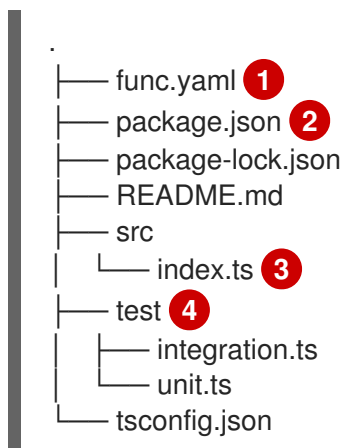 .
├── func.yaml 1
├── package.json 2
├── package-lock.json
├── README.md
├── src
│   └── index.ts 3
├── test 4
│   ├── integration.ts
│   └── unit.ts
└── tsconfig.json